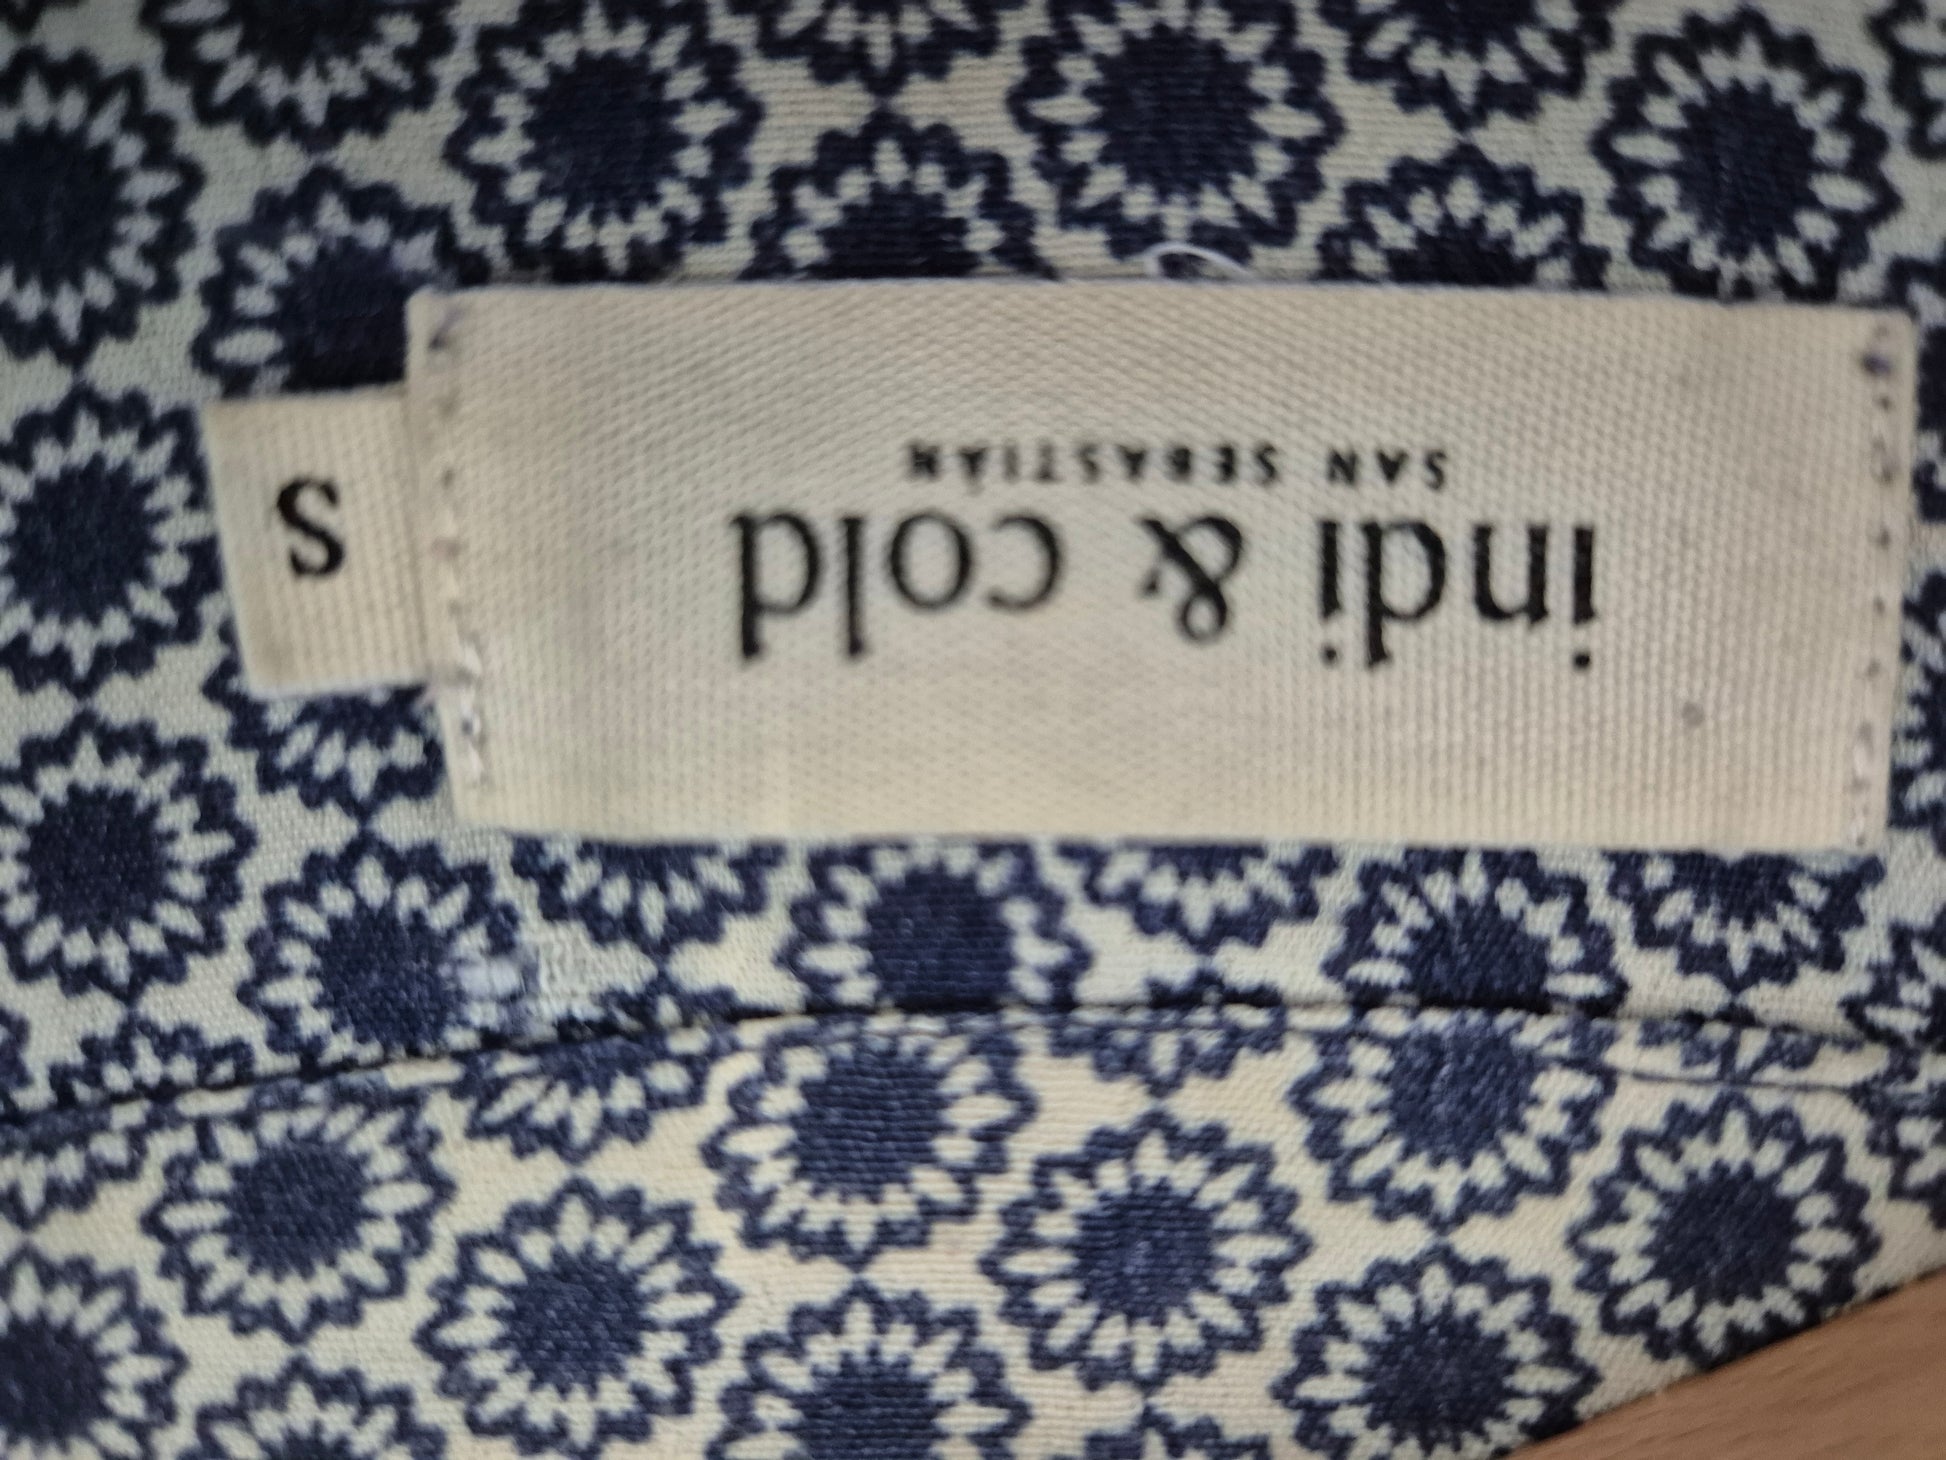 indi & cold
SAN SEBASTIÁN
S